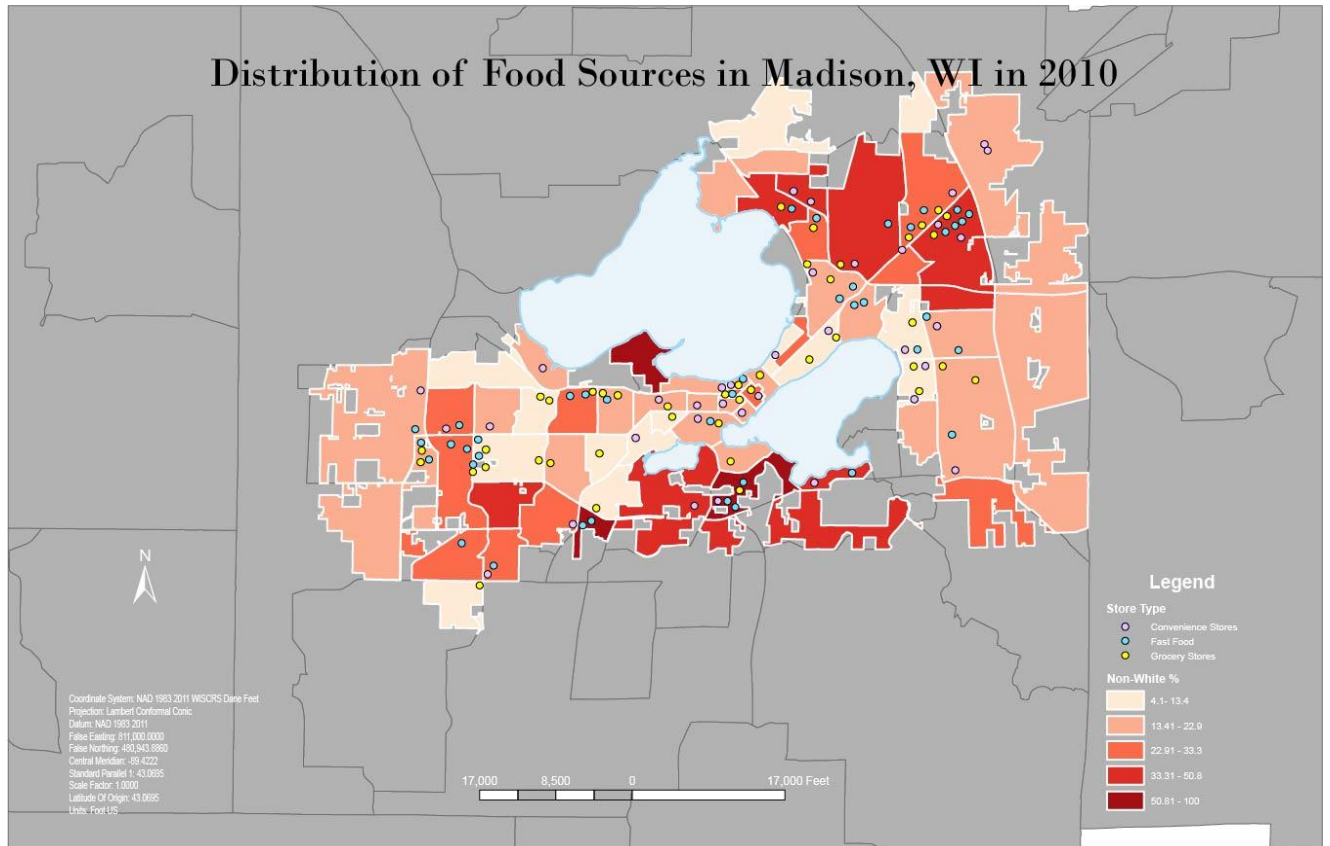 Distribution of Food Sources in Madison, WI in 2010
N
Legend
Store Type
Convenience Stores
Fast Food
Grocery Stores
Non-White %
4.1- 13.4
13.41 - 22.9
22.91 - 33.3
33.31 - 50.8
50.81 - 100
Coordinate System: NAD 1983 2011 WISCRS Dane Feet
Projection: Lambert Conformal Conic
Datum: NAD 1983 2011
False Easting: 811,000.0000
False Northing: 480,943.8860
Central Meridian: -89.4222
Standard Parallel 1: 43.0695
Scale Factor: 1.0000
Latitude Of Origin: 43.0695
Units: Foot US
17,000 8,500 0 17,000 Feet